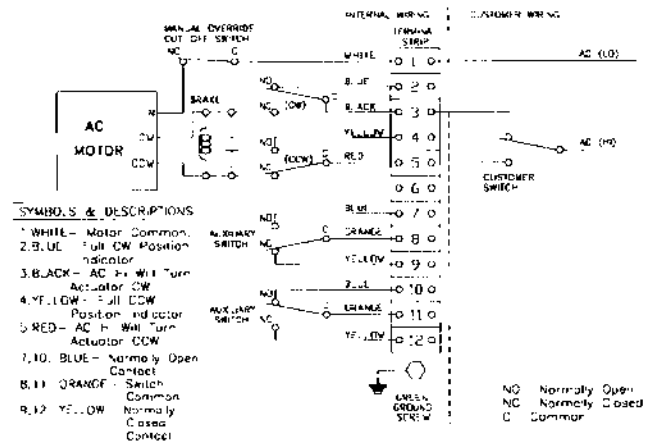 MANUAL OVERRIDE
CUT OFF SWITCH
NC C
INTERNAL WIRING
CUSTOMER WIRING
TERMINAL
STRIP
WHITE 1 AC (LO)
BLUE 2
NO
NC (CW) C
BLACK 3
YELLOW 4
RED 5
AC (HI)
CUSTOMER
SWITCH
BRAKE
AC
MOTOR
N
CW
CCW
NO
NC (CCW) C
6
BLUE 7
ORANGE 8
YELLOW 9
BLUE 10
ORANGE 11
YELLOW 12
AUXILIARY
SWITCH
NO
NC
C
AUXILIARY
SWITCH
NO
NC
C
GREEN
GROUND
SCREW
SYMBOLS & DESCRIPTIONS
1 WHITE- Motor Common
2.BLUE Full CW Position
Indicator
3.BLACK- AC Hi Will Turn
Actuator CW
4.YELLOW- Full CCW
Position Indicator
5 RED- AC Hi Will Turn
Actuator CCW
7,10. BLUE- Normally Open
Contact
8,11 ORANGE- Switch
Common
9,12 YELLOW Normally
Closed
Contact
NO Normally Open
NC Normally Closed
C Common